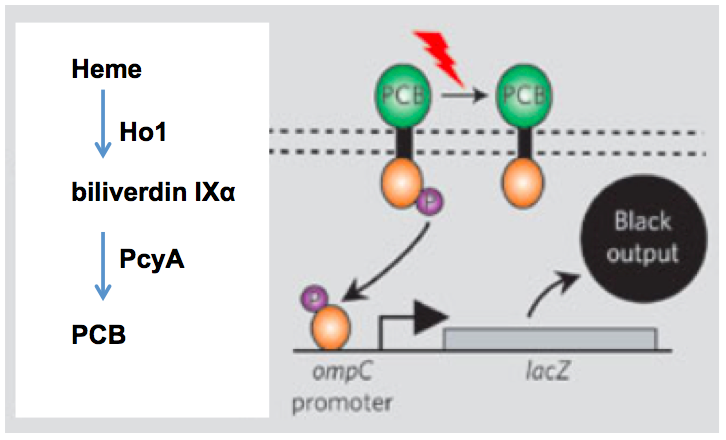 Heme
Ho1
biliverdin IXα
PcyA
PCB
PCB
PCB
P
P
Black
output
ompC
promoter
lacZ